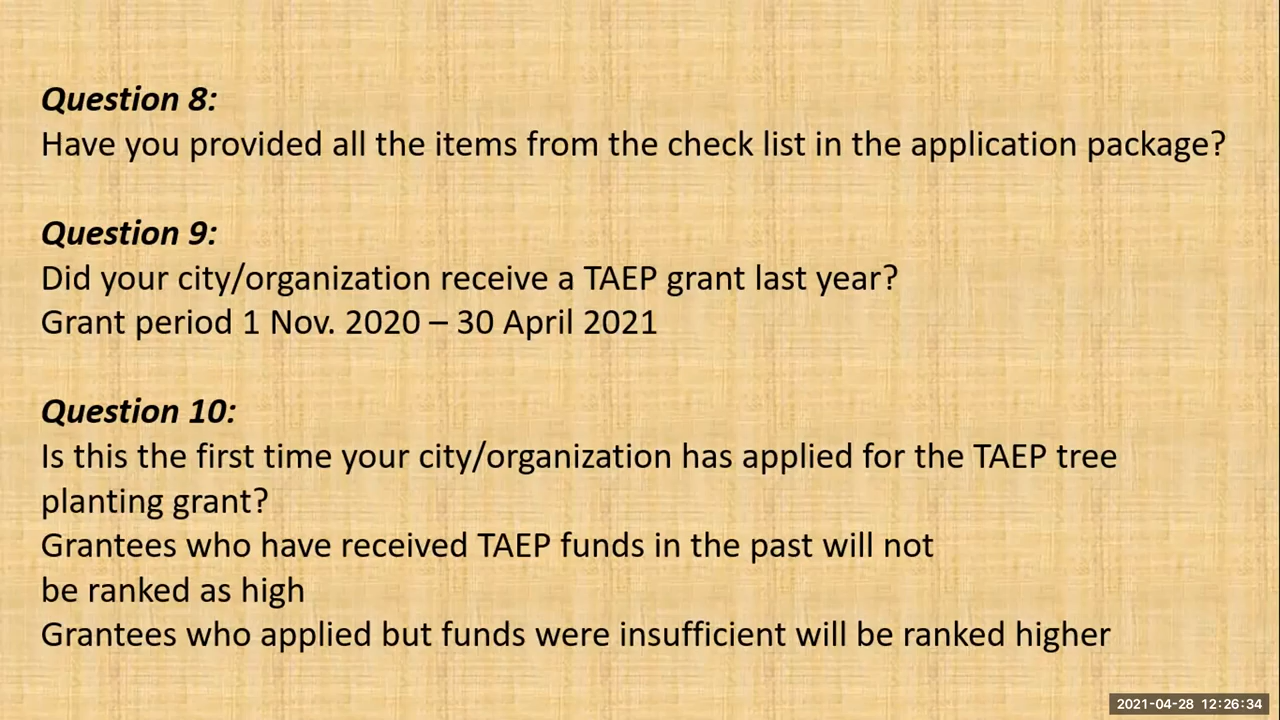 Question 8:
Have you provided all the items from the check list in the application package?
Question 9:
Did your city/organization receive a TAEP grant last year?
Grant period 1 Nov. 2020 – 30 April 2021
Question 10:
Is this the first time your city/organization has applied for the TAEP tree
planting grant?
Grantees who have received TAEP funds in the past will not
be ranked as high
Grantees who applied but funds were insufficient will be ranked higher
2021-04-28 12:26:34